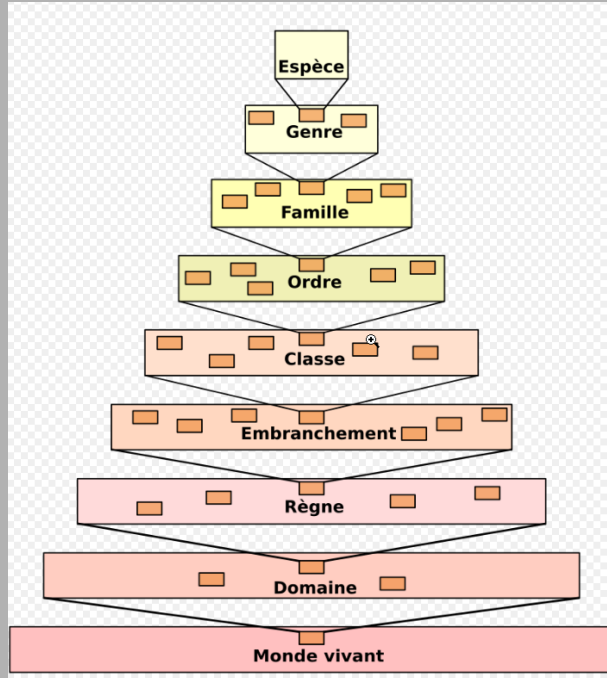 Espèce
Genre
Famille
Ordre
Classe
Embranchement
Règne
Domaine
Monde vivant